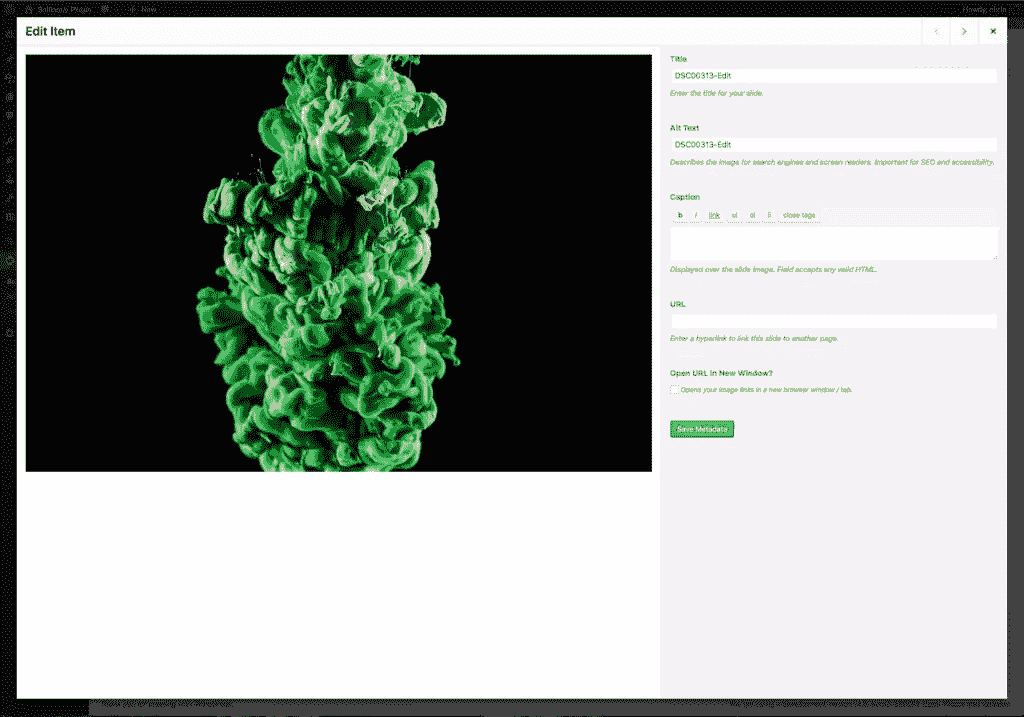 New
Edit Item
Title
DSC00313-Edit
Enter the title for your slide.
Alt Text
DSC00313-Edit
Describes the image for search engines and screen readers. Important for SEO and accessibility.
Caption
b i link ul ol li close tags
Displayed over the slide image. Field accepts any valid HTML.
URL
Enter a hyperlink to link this slide to another page.
Open URL in New Window?
Opens your image links in a new browser window / tab.
Save Metadata